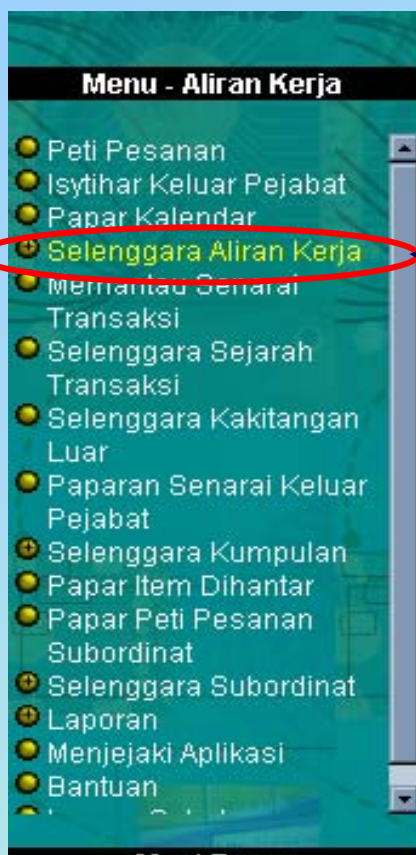 Menu - Aliran Kerja
Peti Pesanan
Isytihar Keluar Pejabat
Papar Kalendar
Selenggara Aliran Kerja
Memantau Senarai
Transaksi
Selenggara Sejarah
Transaksi
Selenggara Kakitangan
Luar
Paparan Senarai Keluar
Pejabat
Selenggara Kumpulan
Papar Item Dihantar
Papar Peti Pesanan
Subordinat
Selenggara Subordinat
Laporan
Menjejaki Aplikasi
Bantuan